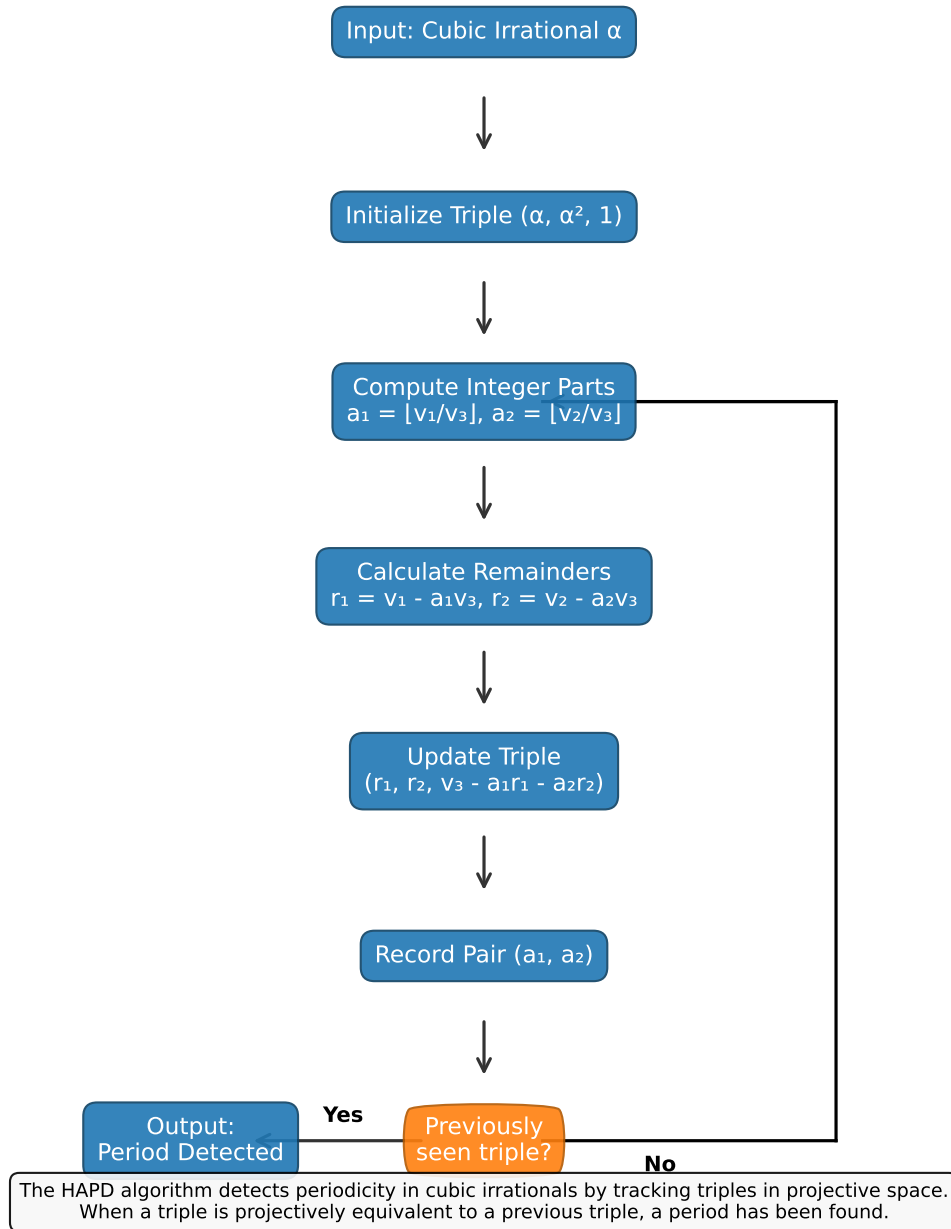 Input: Cubic Irrational α
Initialize Triple (α, α², 1)
Compute Integer Parts
a₁ = ⌊v₁/v₃⌋, a₂ = ⌊v₂/v₃⌋
Calculate Remainders
r₁ = v₁ - a₁v₃, r₂ = v₂ - a₂v₃
Update Triple
(r₁, r₂, v₃ - a₁r₁ - a₂r₂)
Record Pair (a₁, a₂)
Output:
Period Detected
Yes
Previously
seen triple?
No
The HAPD algorithm detects periodicity in cubic irrationals by tracking triples in projective space.
When a triple is projectively equivalent to a previous triple, a period has been found.